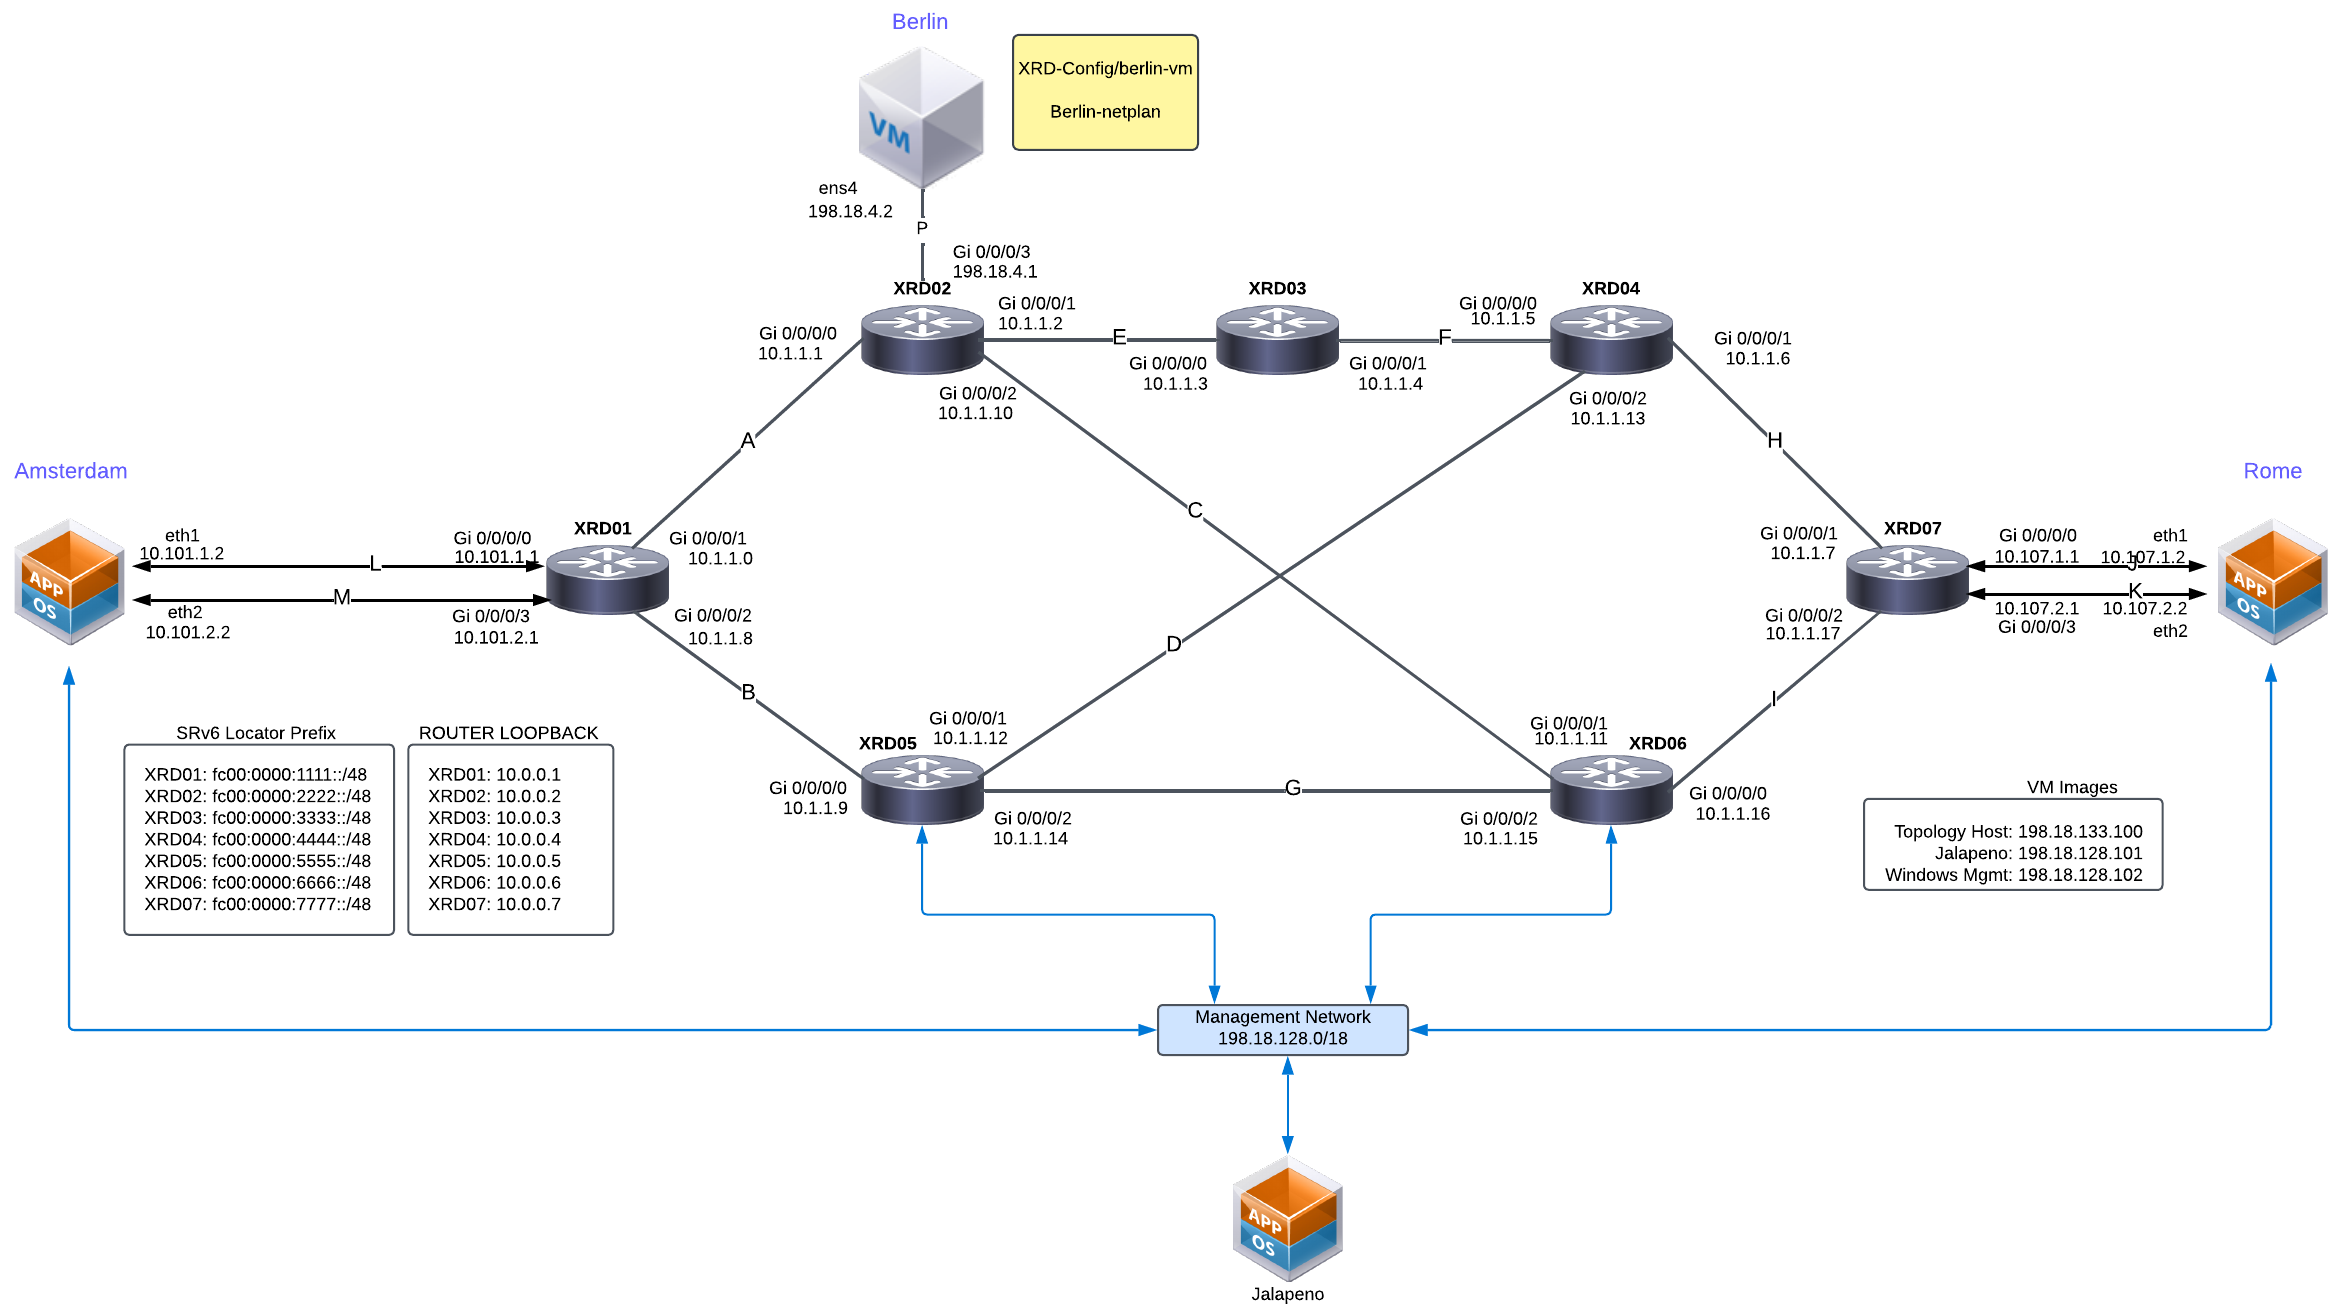 Berlin
XRD-Config/berlin-vm
Berlin-netplan
VM
ens4
198.18.4.2
P
Gi 0/0/0/3
198.18.4.1
XRD02
XRD03
XRD04
Gi 0/0/0/1
10.1.1.2
Gi 0/0/0/0
10.1.1.5
Gi 0/0/0/0
10.1.1.1
E
F
Gi 0/0/0/1
10.1.1.6
Gi 0/0/0/0
10.1.1.3
Gi 0/0/0/1
10.1.1.4
Gi 0/0/0/2
10.1.1.10
Gi 0/0/0/2
10.1.1.13
A
H
Amsterdam
Rome
C
XRD01
XRD07
eth1
10.101.1.2
Gi 0/0/0/0
10.101.1.1
Gi 0/0/0/1
10.1.1.0
Gi 0/0/0/1
10.1.1.7
Gi 0/0/0/0
10.107.1.1
eth1
10.107.1.2
L
J
APP
OS
M
K
APP
OS
eth2
10.101.2.2
Gi 0/0/0/3
10.101.2.1
Gi 0/0/0/2
10.1.1.8
Gi 0/0/0/2
10.1.1.17
10.107.2.1
Gi 0/0/0/3
10.107.2.2
eth2
D
B
I
Gi 0/0/0/1
10.1.1.12
XRD05
Gi 0/0/0/1
10.1.1.11
XRD06
Gi 0/0/0/0
10.1.1.9
G
Gi 0/0/0/0
10.1.1.16
Gi 0/0/0/2
10.1.1.14
Gi 0/0/0/2
10.1.1.15
SRv6 Locator Prefix
XRD01: fc00:0000:1111::/48
XRD02: fc00:0000:2222::/48
XRD03: fc00:0000:3333::/48
XRD04: fc00:0000:4444::/48
XRD05: fc00:0000:5555::/48
XRD06: fc00:0000:6666::/48
XRD07: fc00:0000:7777::/48
ROUTER LOOPBACK
XRD01: 10.0.0.1
XRD02: 10.0.0.2
XRD03: 10.0.0.3
XRD04: 10.0.0.4
XRD05: 10.0.0.5
XRD06: 10.0.0.6
XRD07: 10.0.0.7
VM Images
Topology Host: 198.18.133.100
Jalapeno: 198.18.128.101
Windows Mgmt: 198.18.128.102
Management Network
198.18.128.0/18
APP
OS
Jalapeno